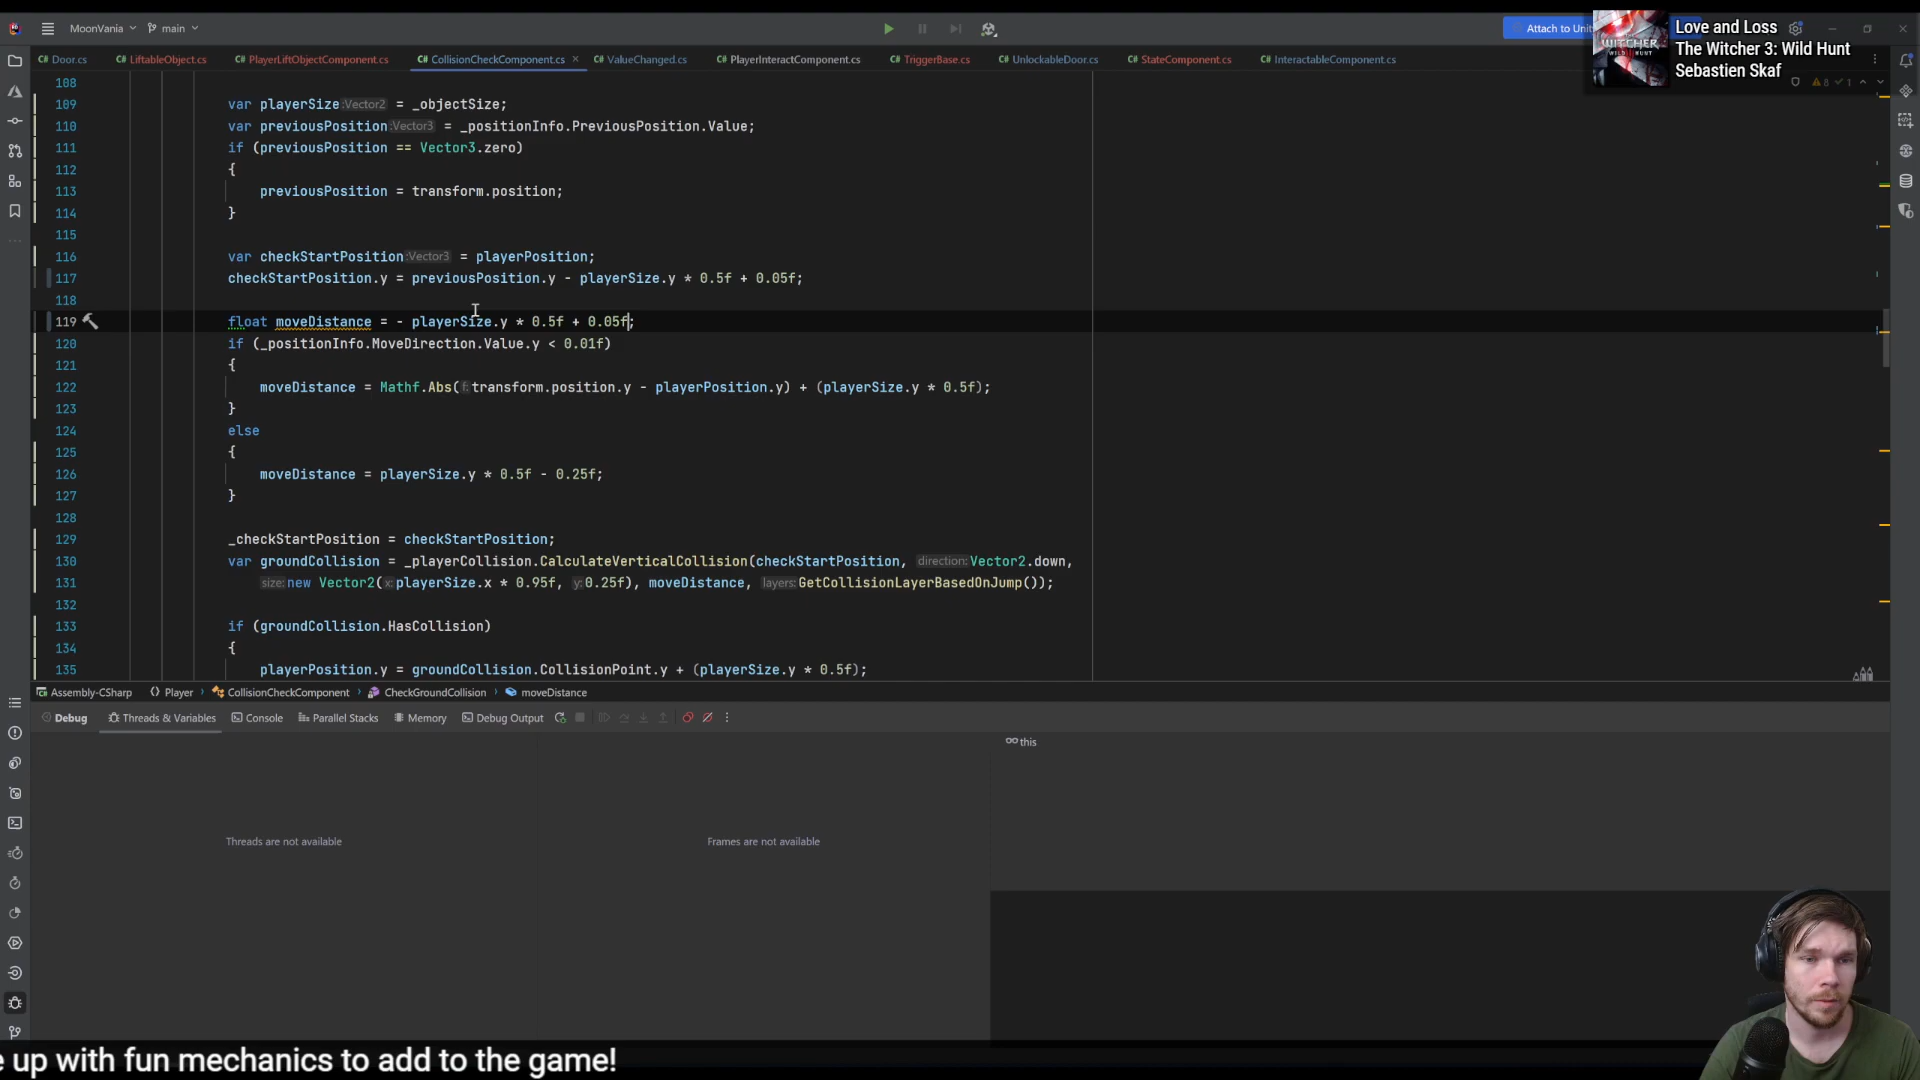 MoonVania main Attach to Unit
Love and Loss
The Witcher 3: Wild Hunt
Sebastien Skaf
THE WITCHER WILD HUNT
Door.cs LiftableObject.cs PlayerLiftObjectComponent.cs CollisionCheckComponent.cs ValueChanged.cs PlayerInteractComponent.cs TriggerBase.cs UnlockableDoor.cs StateComponent.cs InteractableComponent.cs
8 1
108
109 var playerSize Vector2 = _objectSize;
110 var previousPosition Vector3 = _positionInfo.PreviousPosition.Value;
111 if (previousPosition == Vector3.zero)
112 {
113 previousPosition = transform.position;
114 }
115
116 var checkStartPosition Vector3 = playerPosition;
117 checkStartPosition.y = previousPosition.y - playerSize.y * 0.5f + 0.05f;
118
119 float moveDistance = - playerSize.y * 0.5f + 0.05f;
120 if (_positionInfo.MoveDirection.Value.y < 0.01f)
121 {
122 moveDistance = Mathf.Abs(f: transform.position.y - playerPosition.y) + (playerSize.y * 0.5f);
123 }
124 else
125 {
126 moveDistance = playerSize.y * 0.5f - 0.25f;
127 }
128
129 _checkStartPosition = checkStartPosition;
130 var groundCollision = _playerCollision.CalculateVerticalCollision(checkStartPosition, direction: Vector2.down,
131 size: new Vector2(x: playerSize.x * 0.95f, y: 0.25f), moveDistance, layers: GetCollisionLayerBasedOnJump());
132
133 if (groundCollision.HasCollision)
134 {
135 playerPosition.y = groundCollision.CollisionPoint.y + (playerSize.y * 0.5f);
Assembly-CSharp Player CollisionCheckComponent CheckGroundCollision moveDistance
Debug Threads & Variables Console Parallel Stacks Memory Debug Output
this
Threads are not available Frames are not available
e up with fun mechanics to add to the game!